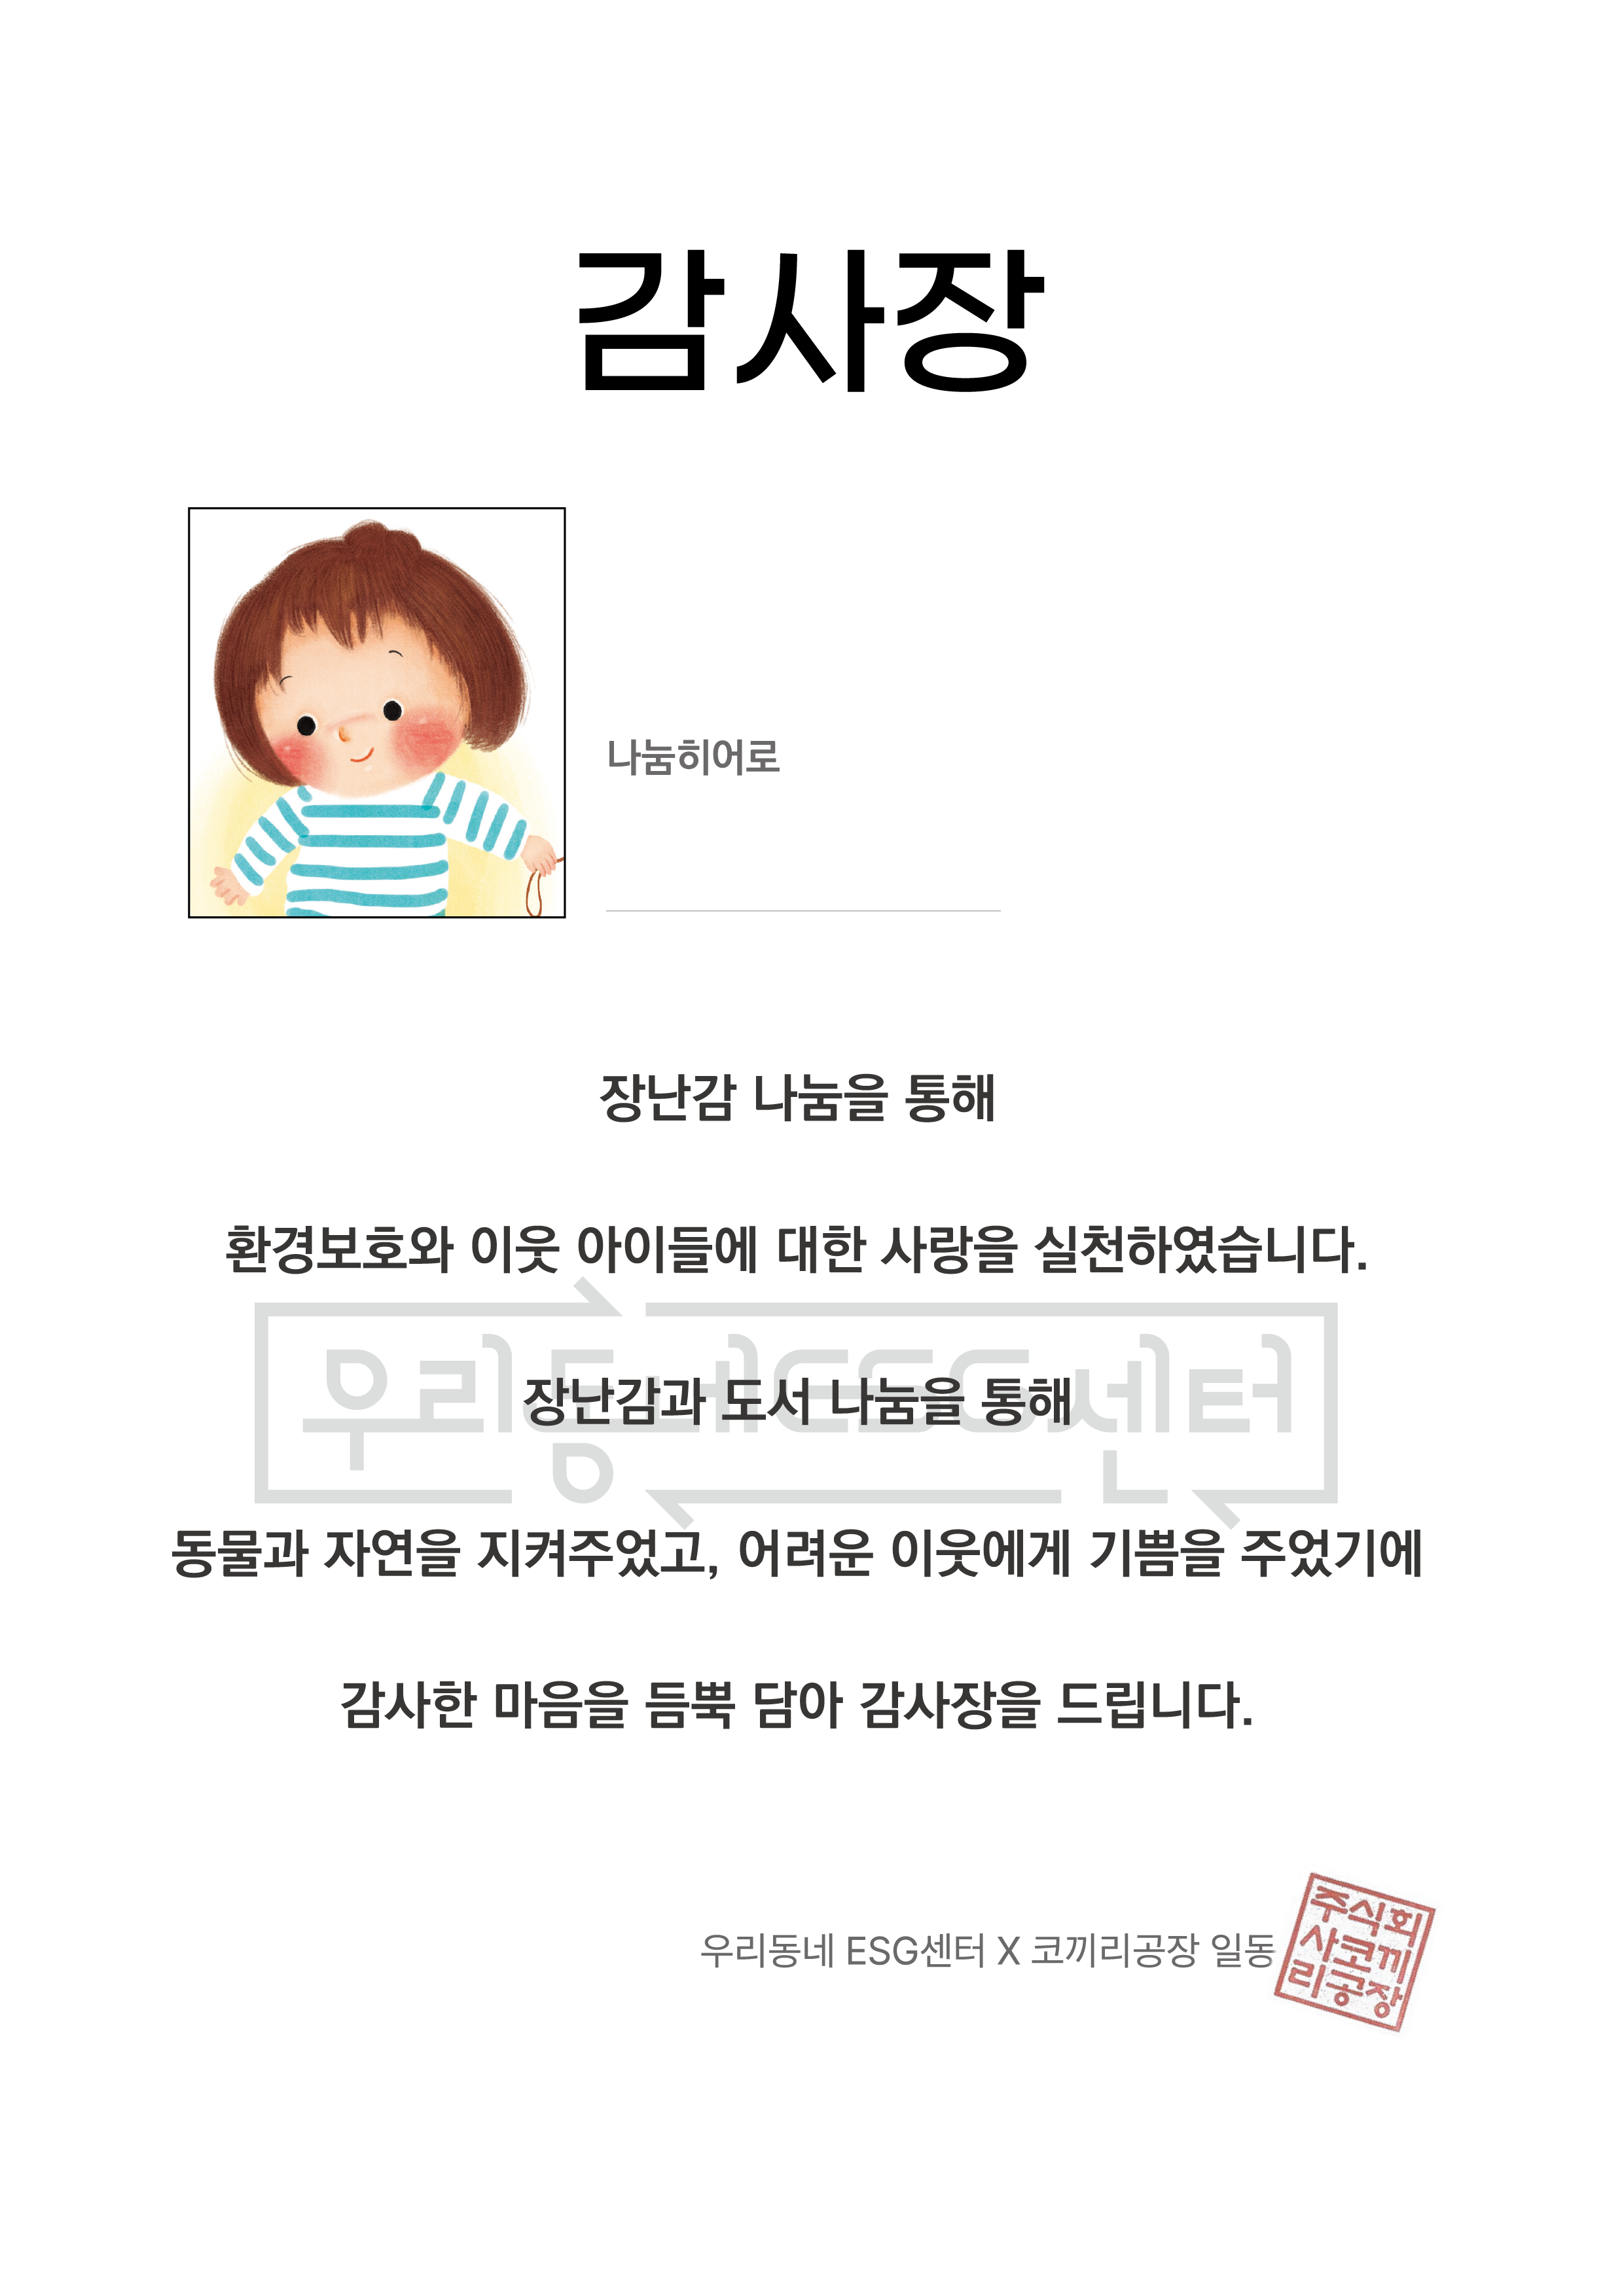 감사장
나눔히어로
장난감 나눔을 통해
환경보호와 이웃 아이들에 대한 사랑을 실천하였습니다.
우리동네ESG센터
장난감과 도서 나눔을 통해
동물과 자연을 지켜주었고, 어려운 이웃에게 기쁨을 주었기에
감사한 마음을 듬뿍 담아 감사장을 드립니다.
우리동네 ESG센터 X 코끼리공장 일동
주식회
사코끼
리공장